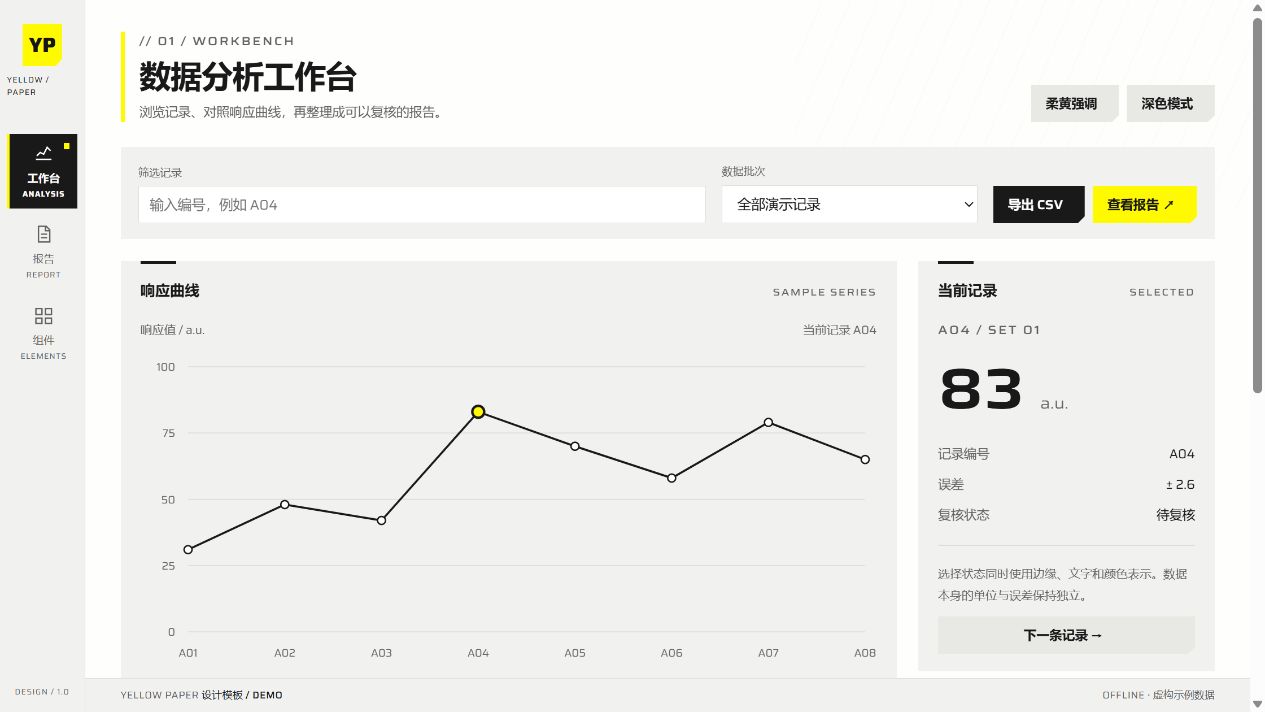 YP
YELLOW /
PAPER
工作台
ANALYSIS
报告
REPORT
组件
ELEMENTS
DESIGN / 1.0
// 01 / WORKBENCH
数据分析工作台
浏览记录、对照响应曲线，再整理成可以复核的报告。
柔黄强调
深色模式
筛选记录
输入编号，例如 A04
数据批次
全部演示记录
导出 CSV
查看报告 ↗
响应曲线
SAMPLE SERIES
响应值 / a.u.
当前记录 A04
100
75
50
25
0
A01 A02 A03 A04 A05 A06 A07 A08
当前记录
SELECTED
A04 / SET 01
83 a.u.
记录编号 A04
误差 ± 2.6
复核状态 待复核
选择状态同时使用边缘、文字和颜色表示。数据
本身的单位与误差保持独立。
下一条记录 →
YELLOW PAPER 设计模板 / DEMO
OFFLINE · 虚构示例数据